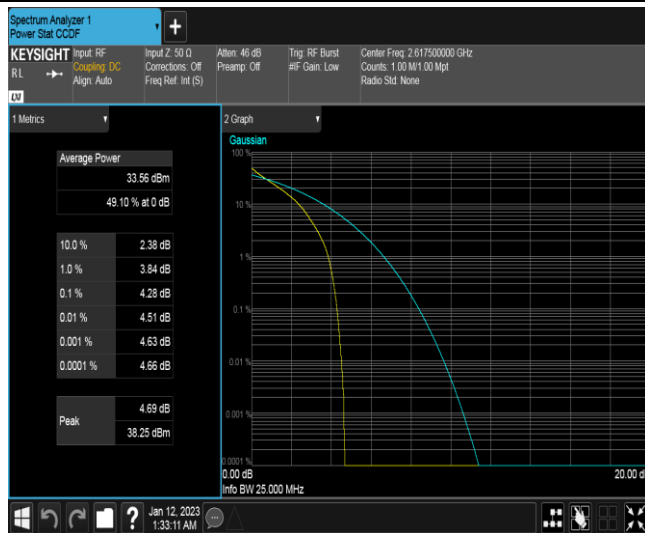 Spectrum Analyzer 1
Power Stat CCDF
+
KEYSIGHT
RL
Input: RF
Coupling: DC
Align: Auto
Input Z: 50 Ω
Corrections: Off
Freq Ref: Int (S)
Atten: 46 dB
Preamp: Off
Trig: RF Burst
#IF Gain: Low
Center Freq: 2.617500000 GHz
Counts: 1.00 M/1.00 Mpt
Radio Std: None
1 Metrics
Average Power
33.56 dBm
49.10 % at 0 dB
10.0 % 2.38 dB
1.0 % 3.84 dB
0.1 % 4.28 dB
0.01 % 4.51 dB
0.001 % 4.63 dB
0.0001 % 4.66 dB
Peak 4.69 dB
38.25 dBm
2 Graph
Gaussian
100 %
10 %
1 %
0.1 %
0.01 %
0.001 %
0.0001 %
0.00 dB 20.00 d
Info BW 25.000 MHz
?
Jan 12, 2023
1:33:11 AM